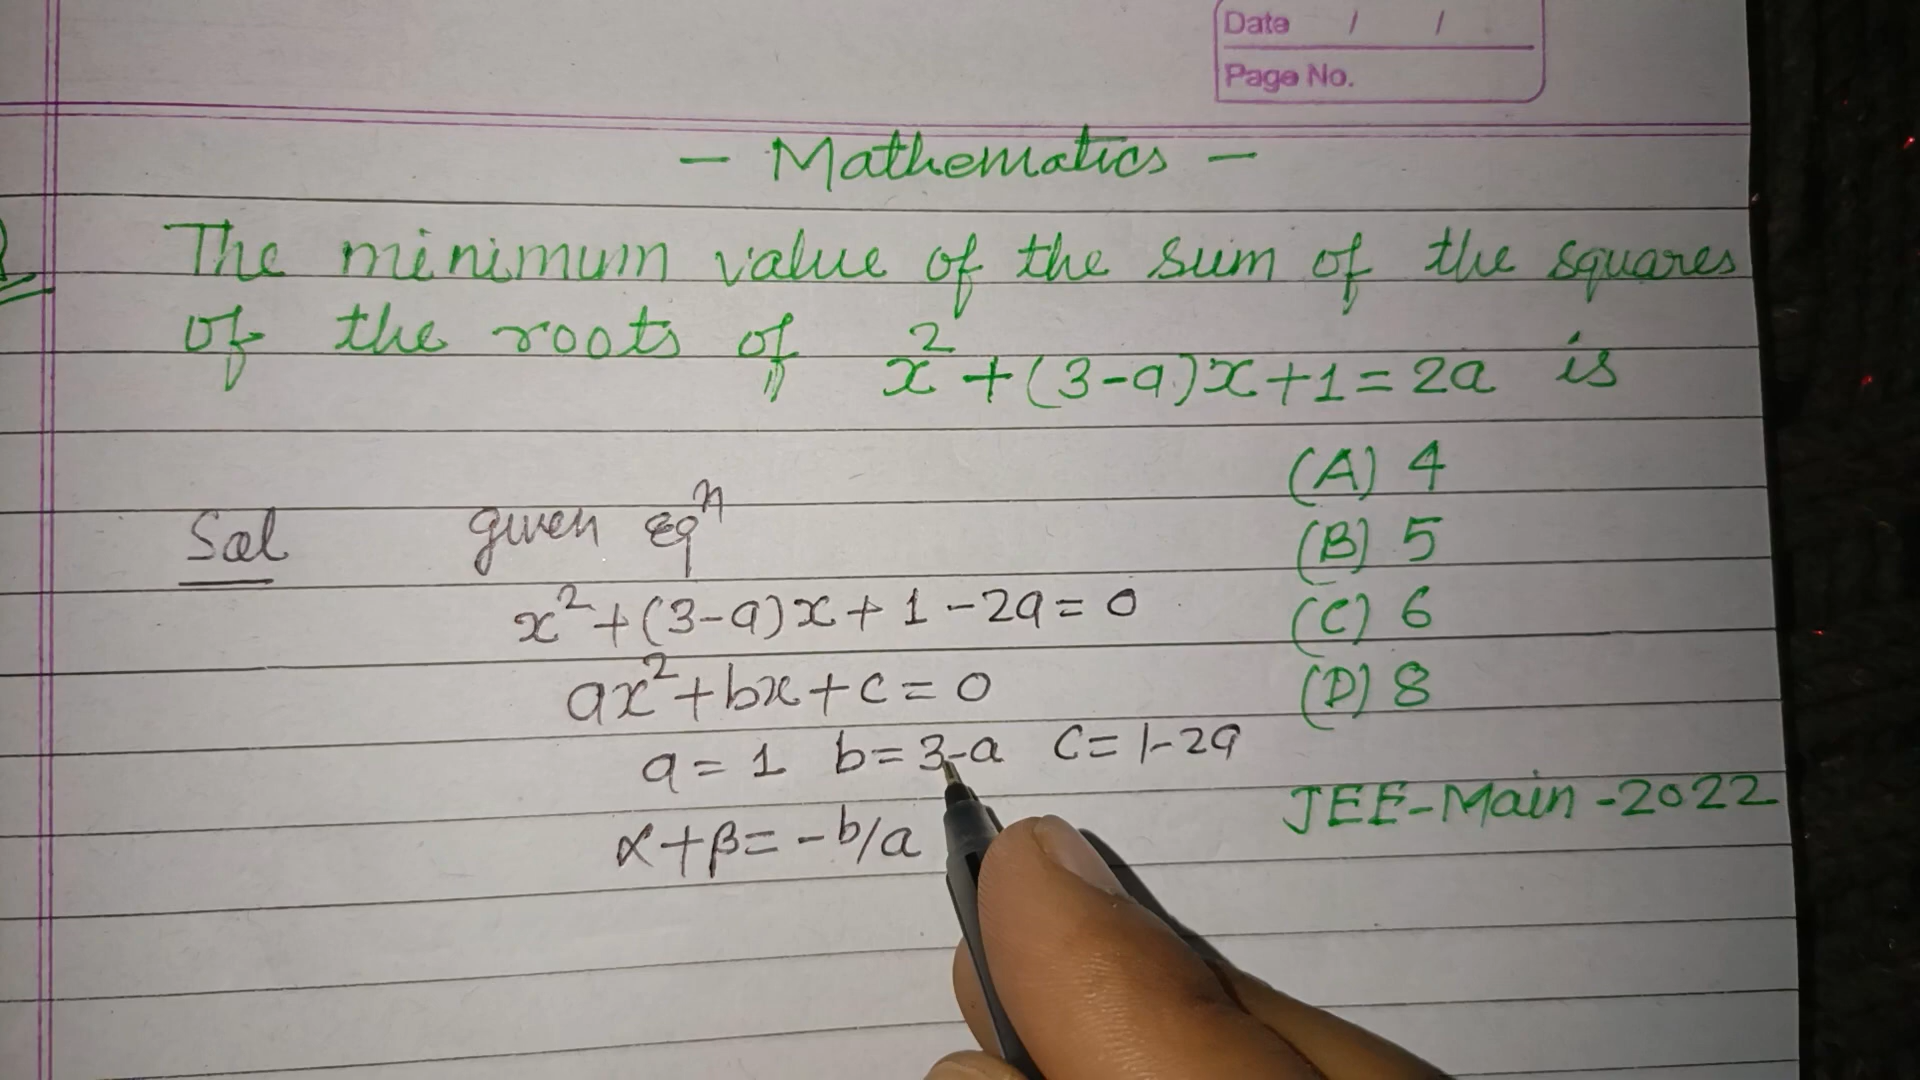 Date / /
Page No.
- Mathematics -
The minimum value of the sum of the squares
of the roots of x² + (3-a)x + 1 = 2a is
(A) 4
(B) 5
(C) 6
(D) 8
JEE-Main-2022
Sol given Eqⁿ
x² + (3-a)x + 1 - 2a = 0
ax² + bx + c = 0
a = 1 b = 3-a c = 1-2a
α + β = -b/a